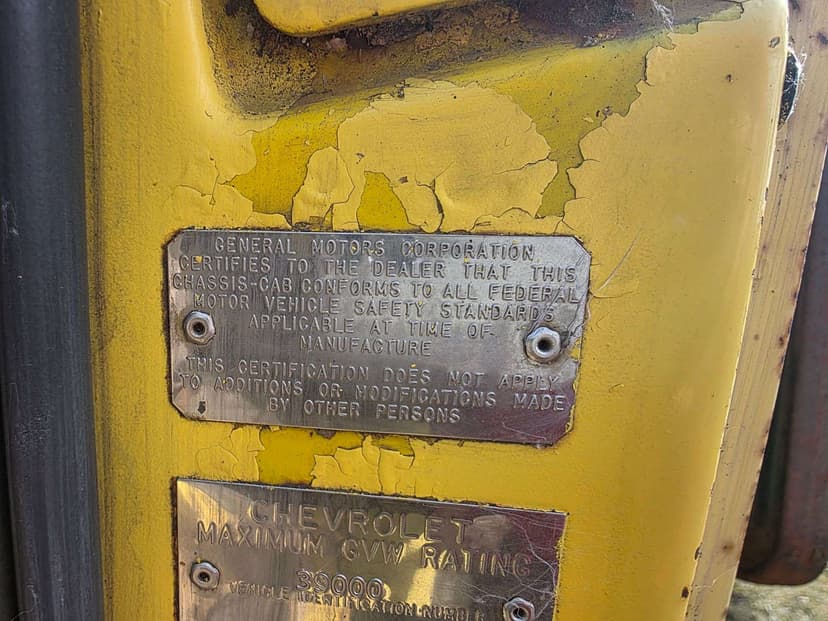 GENERAL MOTORS CORPORATION
CERTIFIES TO THE DEALER THAT THIS
CHASSIS-CAB CONFORMS TO ALL FEDERAL
MOTOR VEHICLE SAFETY STANDARDS
APPLICABLE AT TIME OF
MANUFACTURE
THIS CERTIFICATION DOES NOT APPLY
TO ADDITIONS OR MODIFICATIONS MADE
BY OTHER PERSONS
CHEVROLET
MAXIMUM GVW RATING
39000
VEHICLE IDENTIFICATION NUMBER